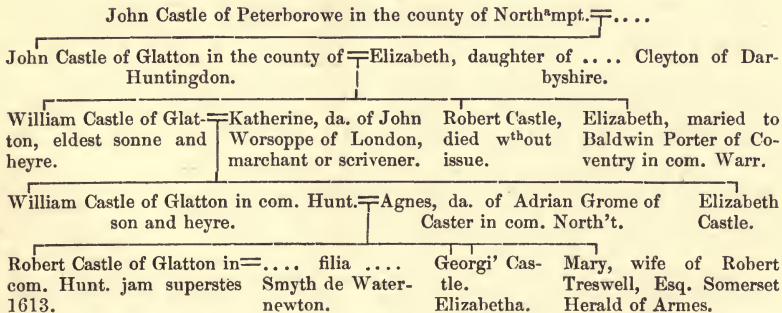 John Castle of Peterborowe in the county of Northᵃmpt. ....
John Castle of Glatton in the county of Elizabeth, daughter of .... Cleyton of Dar-
Huntingdon. byshire.
William Castle of Glat- Katherine, da. of John Robert Castle, Elizabeth, maried to
ton, eldest sonne and Worsoppe of London, died wᵗʰout Baldwin Porter of Co-
heyre. marchant or scrivener. issue. ventry in com. Warr.
William Castle of Glatton in com. Hunt. Agnes, da. of Adrian Grome of Elizabeth
son and heyre. Caster in com. North't. Castle.
Robert Castle of Glatton in .... filia .... Georgi' Cas- Mary, wife of Robert
com. Hunt. jam superstes Smyth de Water- tle. Treswell, Esq. Somerset
1613. newton. Elizabetha. Herald of Armes.